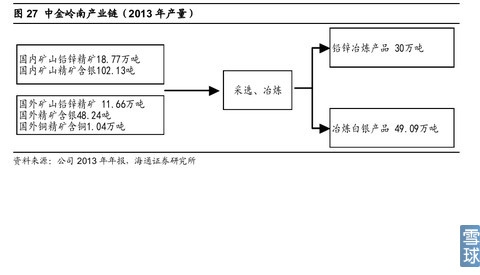 图 27 中金岭南产业链（2013 年产量）
国内矿山铅锌精矿18.77万吨
国内矿山精矿含银102.13吨
国外矿山铅锌精矿 11.66万吨
国外精矿含银48.24吨
国外铜精矿含铜1.04万吨
采选、冶炼
铅锌冶炼产品 30万吨
冶炼白银产品 49.09万吨
资料来源：公司 2013 年年报，海通证券研究所
雪球